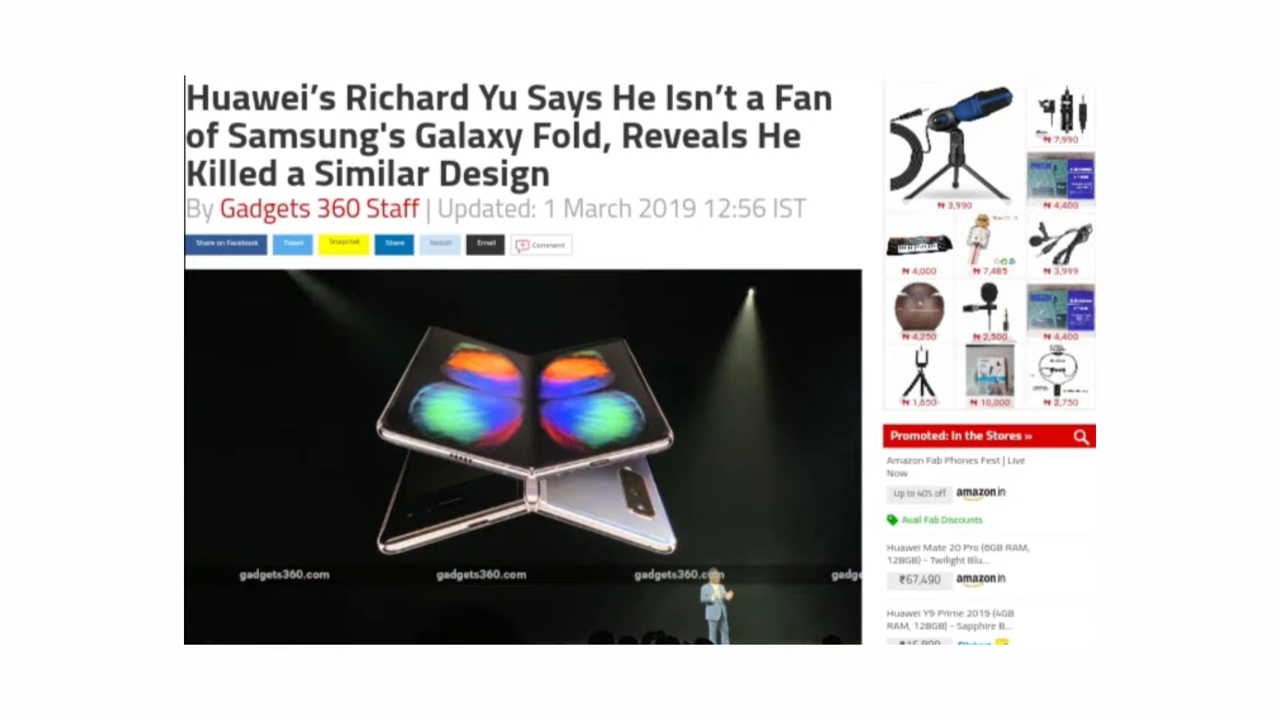 Huawei's Richard Yu Says He Isn't a Fan
of Samsung's Galaxy Fold, Reveals He
Killed a Similar Design
By Gadgets 360 Staff | Updated: 1 March 2019 12:56 IST
Share on Facebook Tweet Snapchat Share Reddit Email Comment
gadgets360.com gadgets360.com gadgets360.com gadge
₦ 7,990
₦ 3,990 ₦ 4,400
₦ 4,000 ₦ 7,485 ₦ 3,999
₦ 4,250 ₦ 2,500 ₦ 4,400
₦ 1,650 ₦ 10,000 ₦ 2,750
Promoted: In the Stores »
Amazon Fab Phones Fest | Live
Now
Up to 40% off amazon.in
Avail Fab Discounts
Huawei Mate 20 Pro (6GB RAM,
128GB) - Twilight Blu...
₹67,490 amazon.in
Huawei Y9 Prime 2019 (4GB
RAM, 128GB) - Sapphire B...